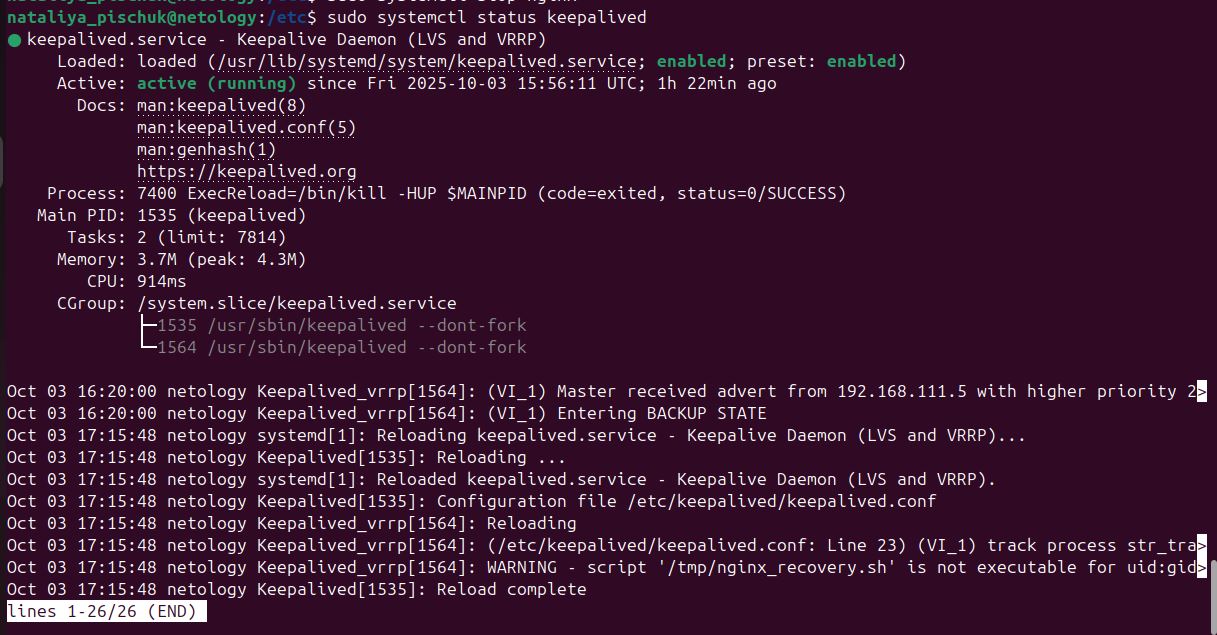 nataliya_pischuk@netology:/etc$ sudo systemctl status keepalived
● keepalived.service - Keepalive Daemon (LVS and VRRP)
Loaded: loaded (/usr/lib/systemd/system/keepalived.service; enabled; preset: enabled)
Active: active (running) since Fri 2025-10-03 15:56:11 UTC; 1h 22min ago
Docs: man:keepalived(8)
man:keepalived.conf(5)
man:genhash(1)
https://keepalived.org
Process: 7400 ExecReload=/bin/kill -HUP $MAINPID (code=exited, status=0/SUCCESS)
Main PID: 1535 (keepalived)
Tasks: 2 (limit: 7814)
Memory: 3.7M (peak: 4.3M)
CPU: 914ms
CGroup: /system.slice/keepalived.service
├─1535 /usr/sbin/keepalived --dont-fork
└─1564 /usr/sbin/keepalived --dont-fork
Oct 03 16:20:00 netology Keepalived_vrrp[1564]: (VI_1) Master received advert from 192.168.111.5 with higher priority 2>
Oct 03 16:20:00 netology Keepalived_vrrp[1564]: (VI_1) Entering BACKUP STATE
Oct 03 17:15:48 netology systemd[1]: Reloading keepalived.service - Keepalive Daemon (LVS and VRRP)...
Oct 03 17:15:48 netology Keepalived[1535]: Reloading ...
Oct 03 17:15:48 netology systemd[1]: Reloaded keepalived.service - Keepalive Daemon (LVS and VRRP).
Oct 03 17:15:48 netology Keepalived[1535]: Configuration file /etc/keepalived/keepalived.conf
Oct 03 17:15:48 netology Keepalived_vrrp[1564]: Reloading
Oct 03 17:15:48 netology Keepalived_vrrp[1564]: (/etc/keepalived/keepalived.conf: Line 23) (VI_1) track process str_tra>
Oct 03 17:15:48 netology Keepalived_vrrp[1564]: WARNING - script '/tmp/nginx_recovery.sh' is not executable for uid:gid>
Oct 03 17:15:48 netology Keepalived[1535]: Reload complete
lines 1-26/26 (END)